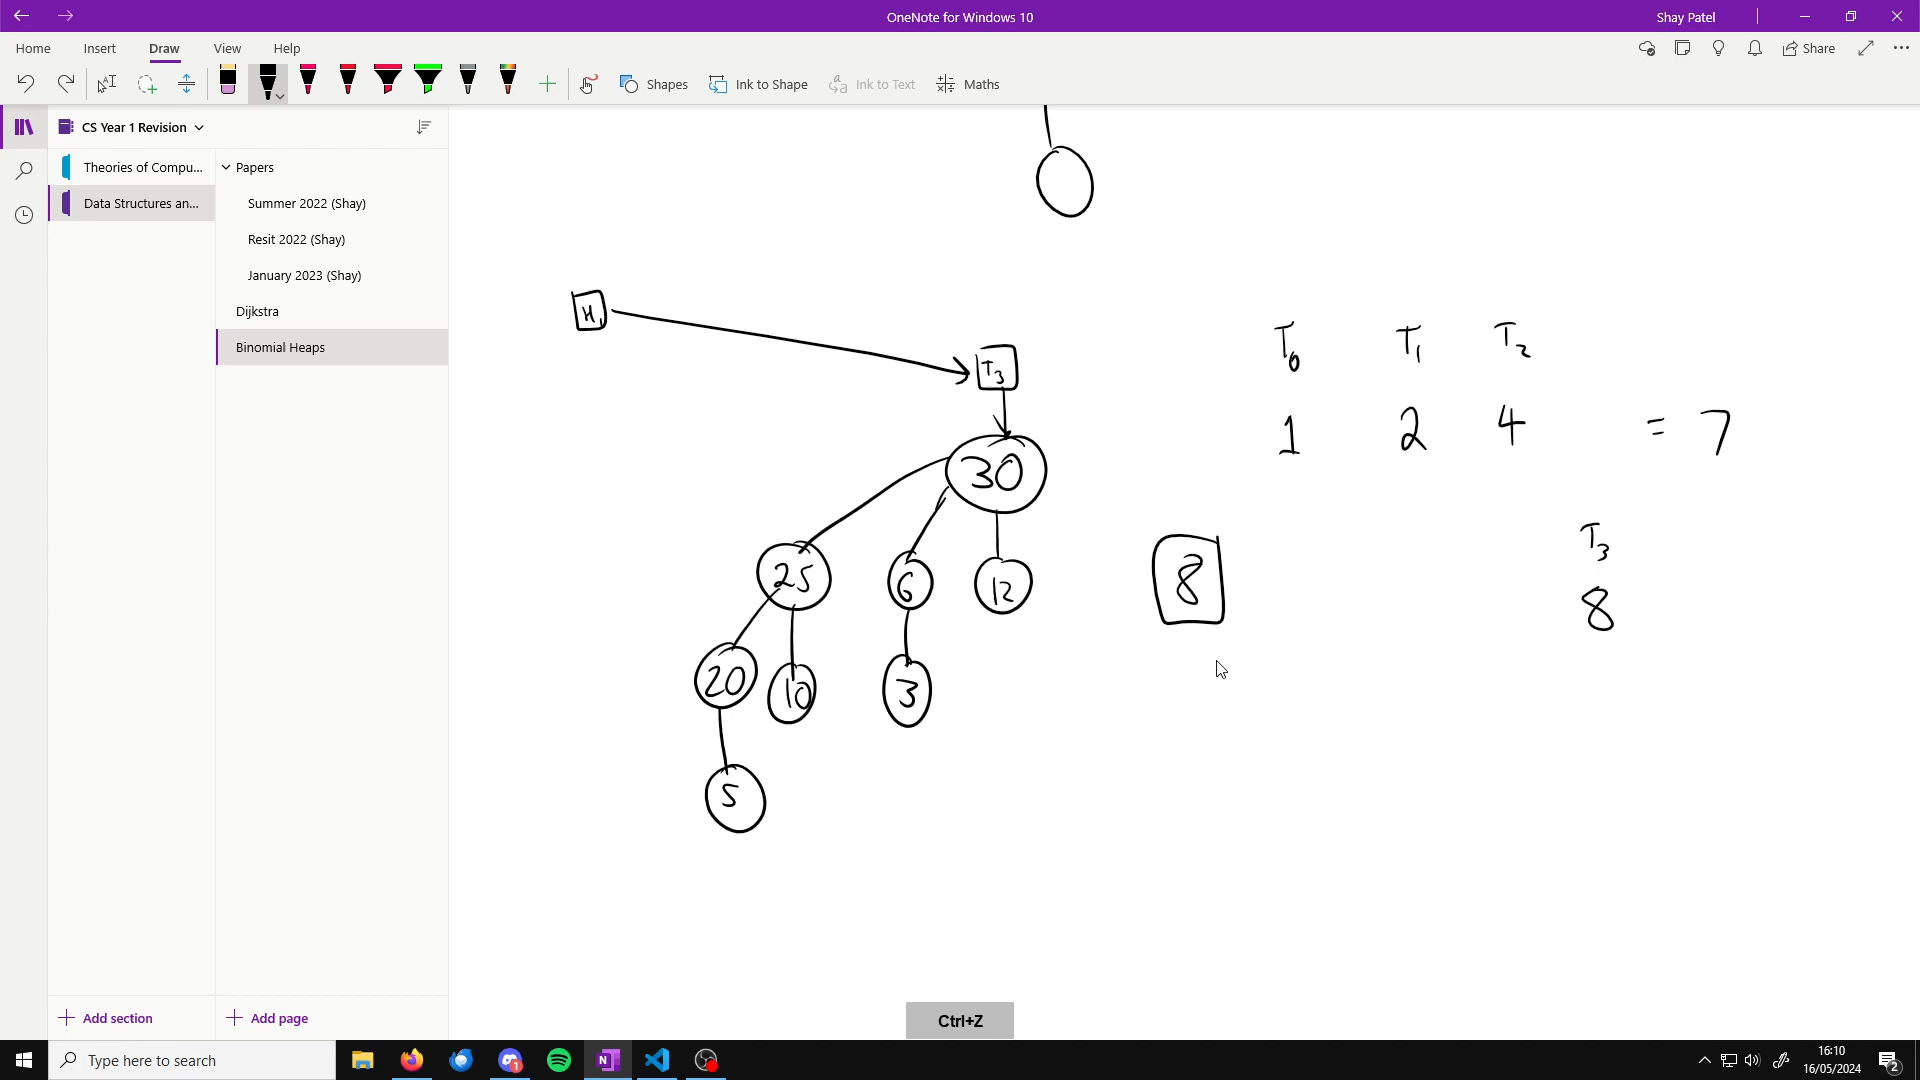 OneNote for Windows 10
Shay Patel
Home Insert Draw View Help
Share
Shapes
Ink to Shape
Ink to Text
Maths
CS Year 1 Revision
Theories of Compu...
Data Structures an...
Papers
Summer 2022 (Shay)
Resit 2022 (Shay)
January 2023 (Shay)
Dijkstra
Binomial Heaps
H₁
T₃
30
25 6 12
20 10 3
5
8
T₀ T₁ T₂
1 2 4 = 7
T₃
8
Add section
Add page
Ctrl+Z
Type here to search
1
N
16:10
16/05/2024
2